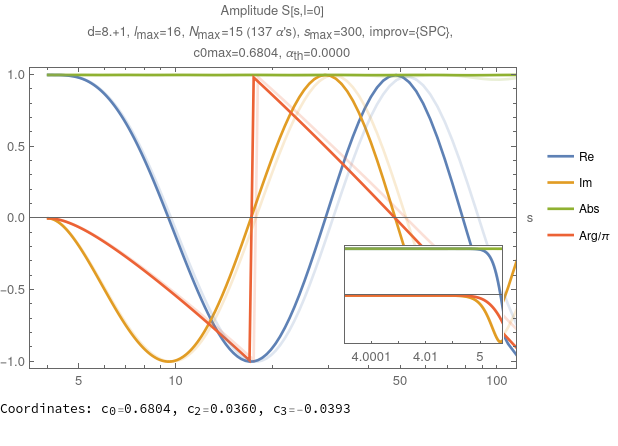 Amplitude S[s,l=0]
d=8.+1, lmax=16, Nmax=15 (137 α's), smax=300, improv={SPC},
c0max=0.6804, αth=0.0000
1.0
0.5
0.0
−0.5
−1.0
5
10
50
100
s
4.0001
4.01
5
Re
Im
Abs
Arg/π
Coordinates: c0=0.6804, c2=0.0360, c3=-0.0393